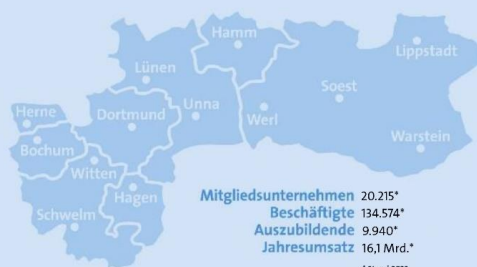 Hamm
Lippstadt
Lünen
Soest
Herne
Dortmund
Unna
Werl
Bochum
Warstein
Witten
Hagen
Schwelm
Mitgliedsunternehmen 20.215*
Beschäftigte 134.574*
Auszubildende 9.940*
Jahresumsatz 16,1 Mrd.*